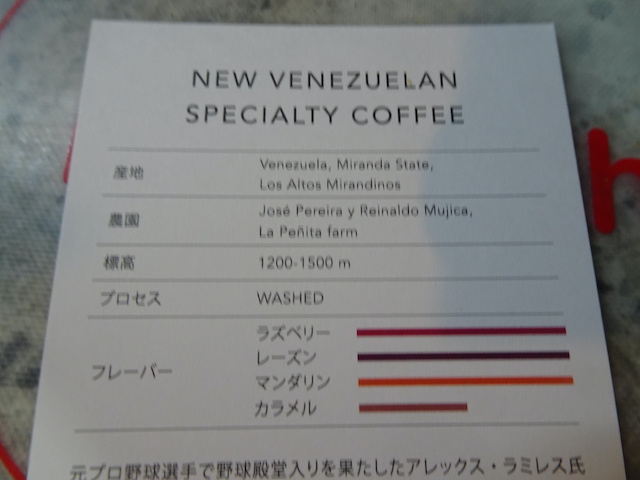 NEW VENEZUELAN
SPECIALTY COFFEE
産地
Venezuela, Miranda State,
Los Altos Mirandinos
農園
José Pereira y Reinaldo Mujica,
La Peñita farm
標高
1200-1500 m
プロセス
WASHED
フレーバー
ラズベリー
レーズン
マンダリン
カラメル
元プロ野球選手で野球殿堂入りを果たしたアレックス・ラミレス氏
h